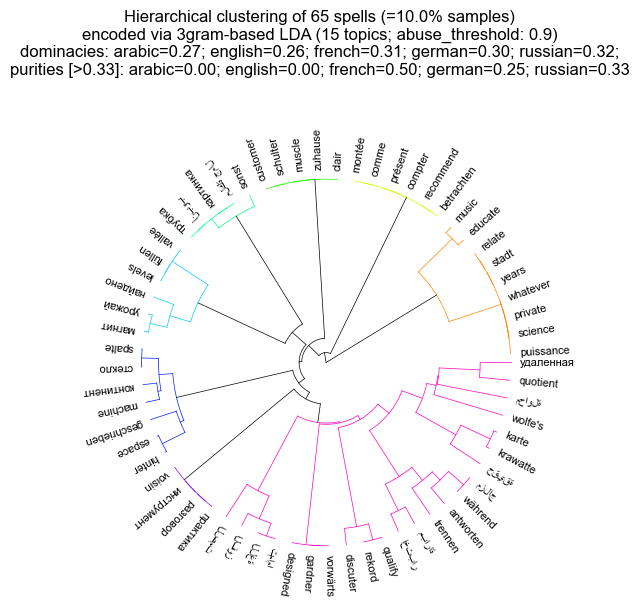 Hierarchical clustering of 65 spells (=10.0% samples)
encoded via 3gram-based LDA (15 topics; abuse_threshold: 0.9)
dominacies: arabic=0.27; english=0.26; french=0.31; german=0.30; russian=0.32;
purities [>0.33]: arabic=0.00; english=0.00; french=0.50; german=0.25; russian=0.33
puissance
science
private
whatever
years
stadt
relate
educate
music
betrachten
recommend
compter
présent
comme
montée
clair
zuhause
muscle
schulter
customer
sonst
картинка
трубка
vallée
füllen
levels
найдено
урожай
магнит
spalte
стекло
континент
machine
geschrieben
espace
hinter
voisin
инструмент
разговор
практика
designed
gardner
vorwärts
discuter
rekord
qualify
trennen
antworten
während
krawatte
karte
wolfe's
quotient
удаленная